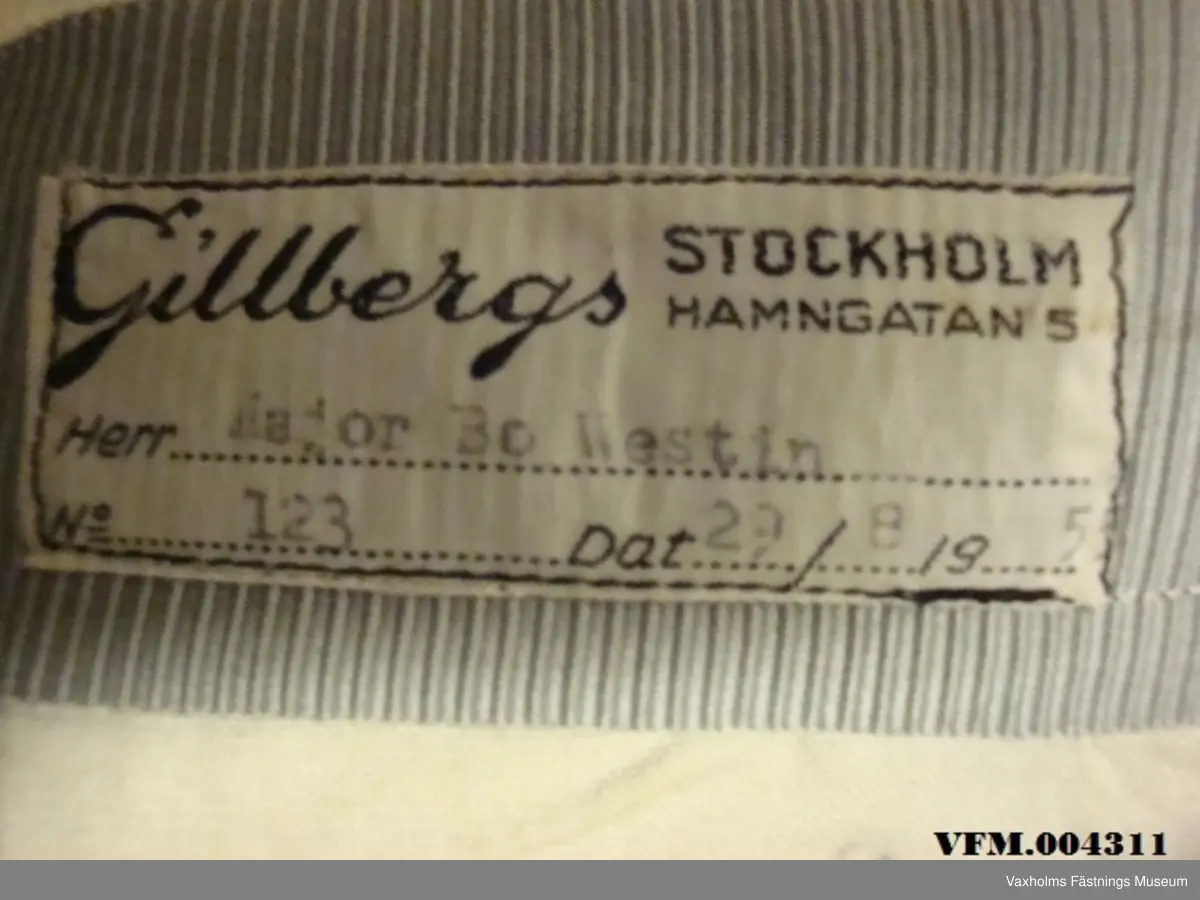 Gillbergs STOCKHOLM
HAMNGATAN 5
Herr Major Bo Westin
No 123 Dat 29/8 19 5
VFM.004311
Vaxholms Fästnings Museum